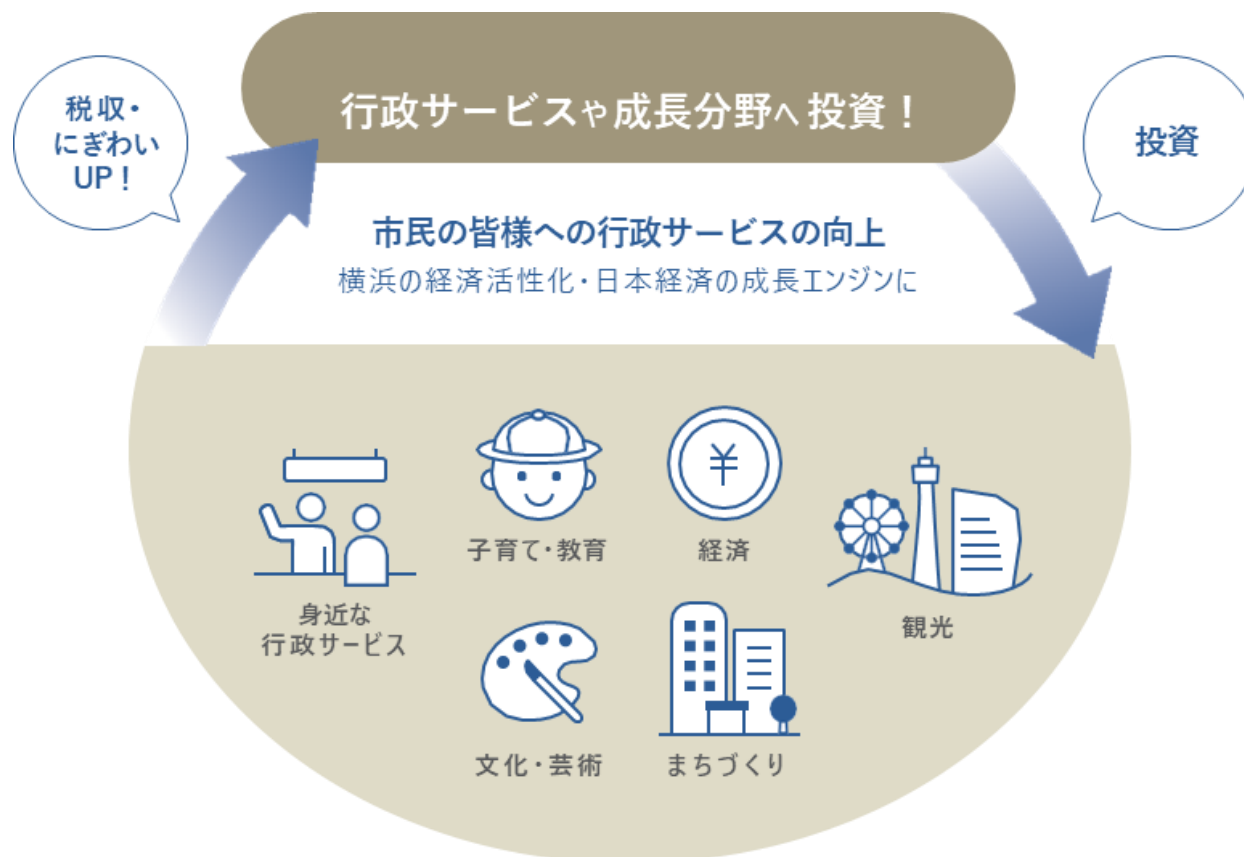 行政サービスや成長分野へ投資！
税収・
にぎわい
UP！
投資
市民の皆様への行政サービスの向上
横浜の経済活性化・日本経済の成長エンジンに
¥
子育て・教育
経済
身近な
行政サービス
観光
文化・芸術
まちづくり